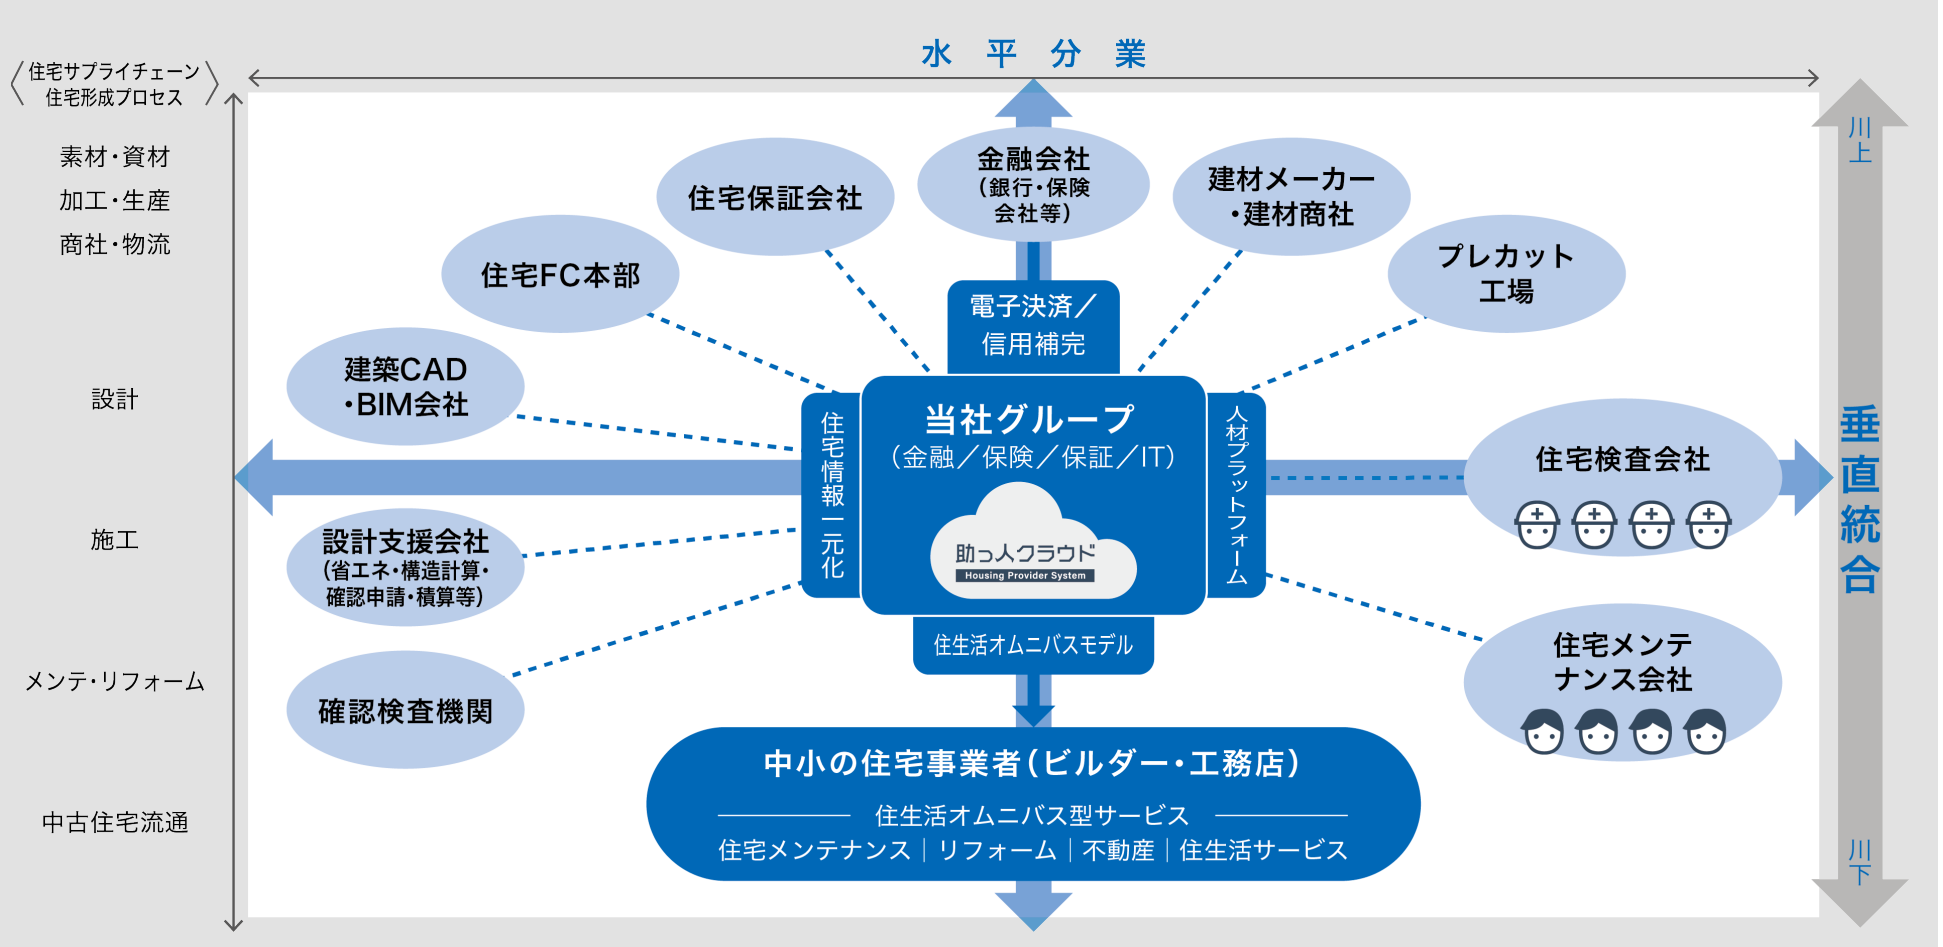 水平分業
〈住宅サプライチェーン
住宅形成プロセス〉
素材・資材
加工・生産
商社・物流
設計
施工
メンテ・リフォーム
中古住宅流通
川上
垂直統合
川下
金融会社
(銀行・保険
会社等)
住宅保証会社
建材メーカー
・建材商社
住宅FC本部
プレカット
工場
建築CAD
・BIM会社
設計支援会社
(省エネ・構造計算・
確認申請・積算等)
確認検査機関
住宅検査会社
住宅メンテ
ナンス会社
電子決済／
信用補完
住宅情報一元化
人材プラットフォーム
当社グループ
(金融／保険／保証／IT)
助っ人クラウド
Housing Provider System
住生活オムニバスモデル
中小の住宅事業者(ビルダー・工務店)
住生活オムニバス型サービス
住宅メンテナンス｜リフォーム｜不動産｜住生活サービス